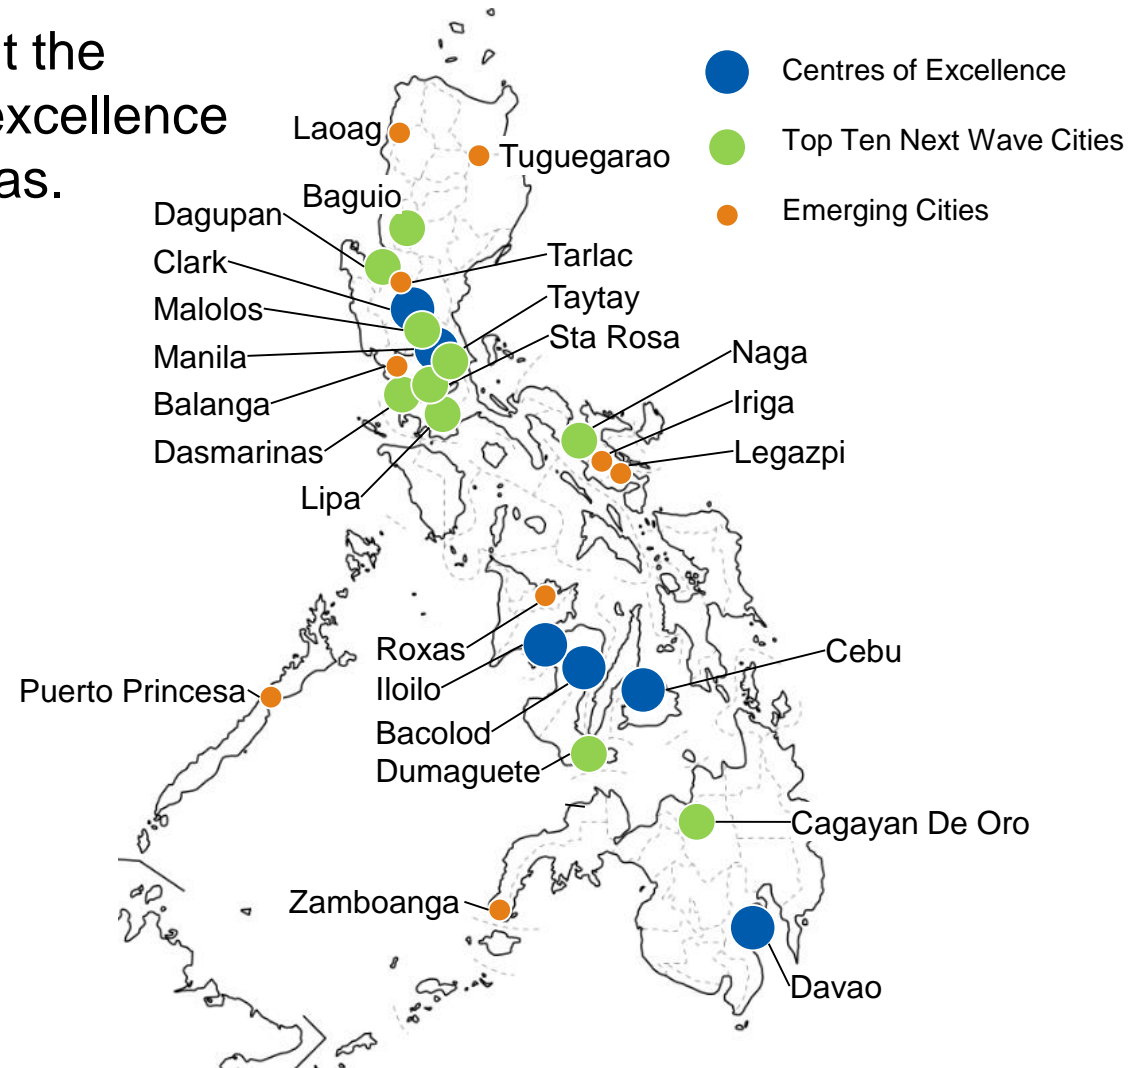 t the
excellence
as.
Centres of Excellence
Top Ten Next Wave Cities
Emerging Cities
Laoag
Tuguegarao
Baguio
Dagupan
Clark
Tarlac
Malolos
Taytay
Sta Rosa
Manila
Naga
Balanga
Iriga
Dasmarinas
Legazpi
Lipa
Roxas
Cebu
Iloilo
Puerto Princesa
Bacolod
Dumaguete
Cagayan De Oro
Zamboanga
Davao